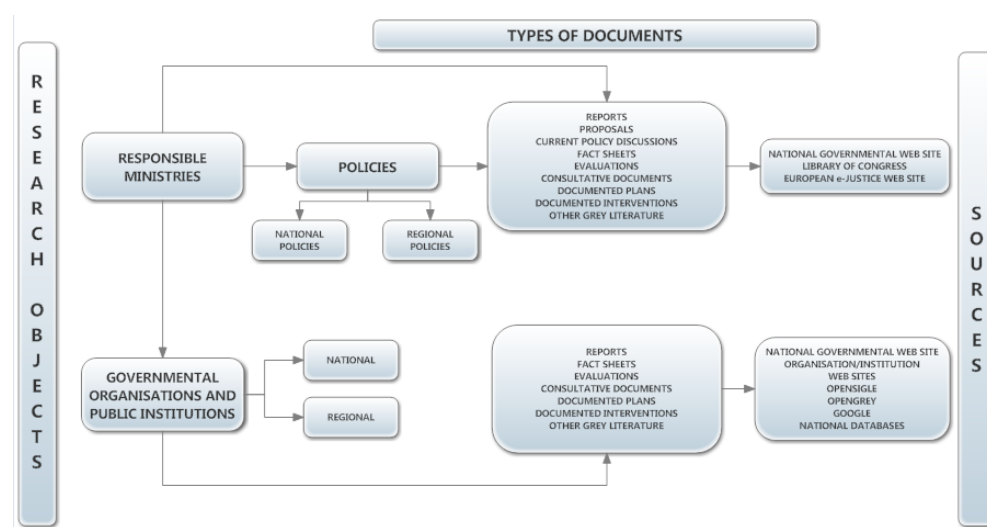 TYPES OF DOCUMENTS
RESEARCH OBJECTS
RESPONSIBLE
MINISTRIES
POLICIES
NATIONAL
POLICIES
REGIONAL
POLICIES
REPORTS
PROPOSALS
CURRENT POLICY DISCUSSIONS
FACT SHEETS
EVALUATIONS
CONSULTATIVE DOCUMENTS
DOCUMENTED PLANS
DOCUMENTED INTERVENTIONS
OTHER GREY LITERATURE
NATIONAL GOVERNMENTAL WEB SITE
LIBRARY OF CONGRESS
EUROPEAN e-JUSTICE WEB SITE
GOVERNMENTAL
ORGANISATIONS AND
PUBLIC INSTITUTIONS
NATIONAL
REGIONAL
REPORTS
FACT SHEETS
EVALUATIONS
CONSULTATIVE DOCUMENTS
DOCUMENTED PLANS
DOCUMENTED INTERVENTIONS
OTHER GREY LITERATURE
NATIONAL GOVERNMENTAL WEB SITE
ORGANISATION/INSTITUTION
WEB SITES
OPENSIGLE
OPENGREY
GOOGLE
NATIONAL DATABASES
SOURCES